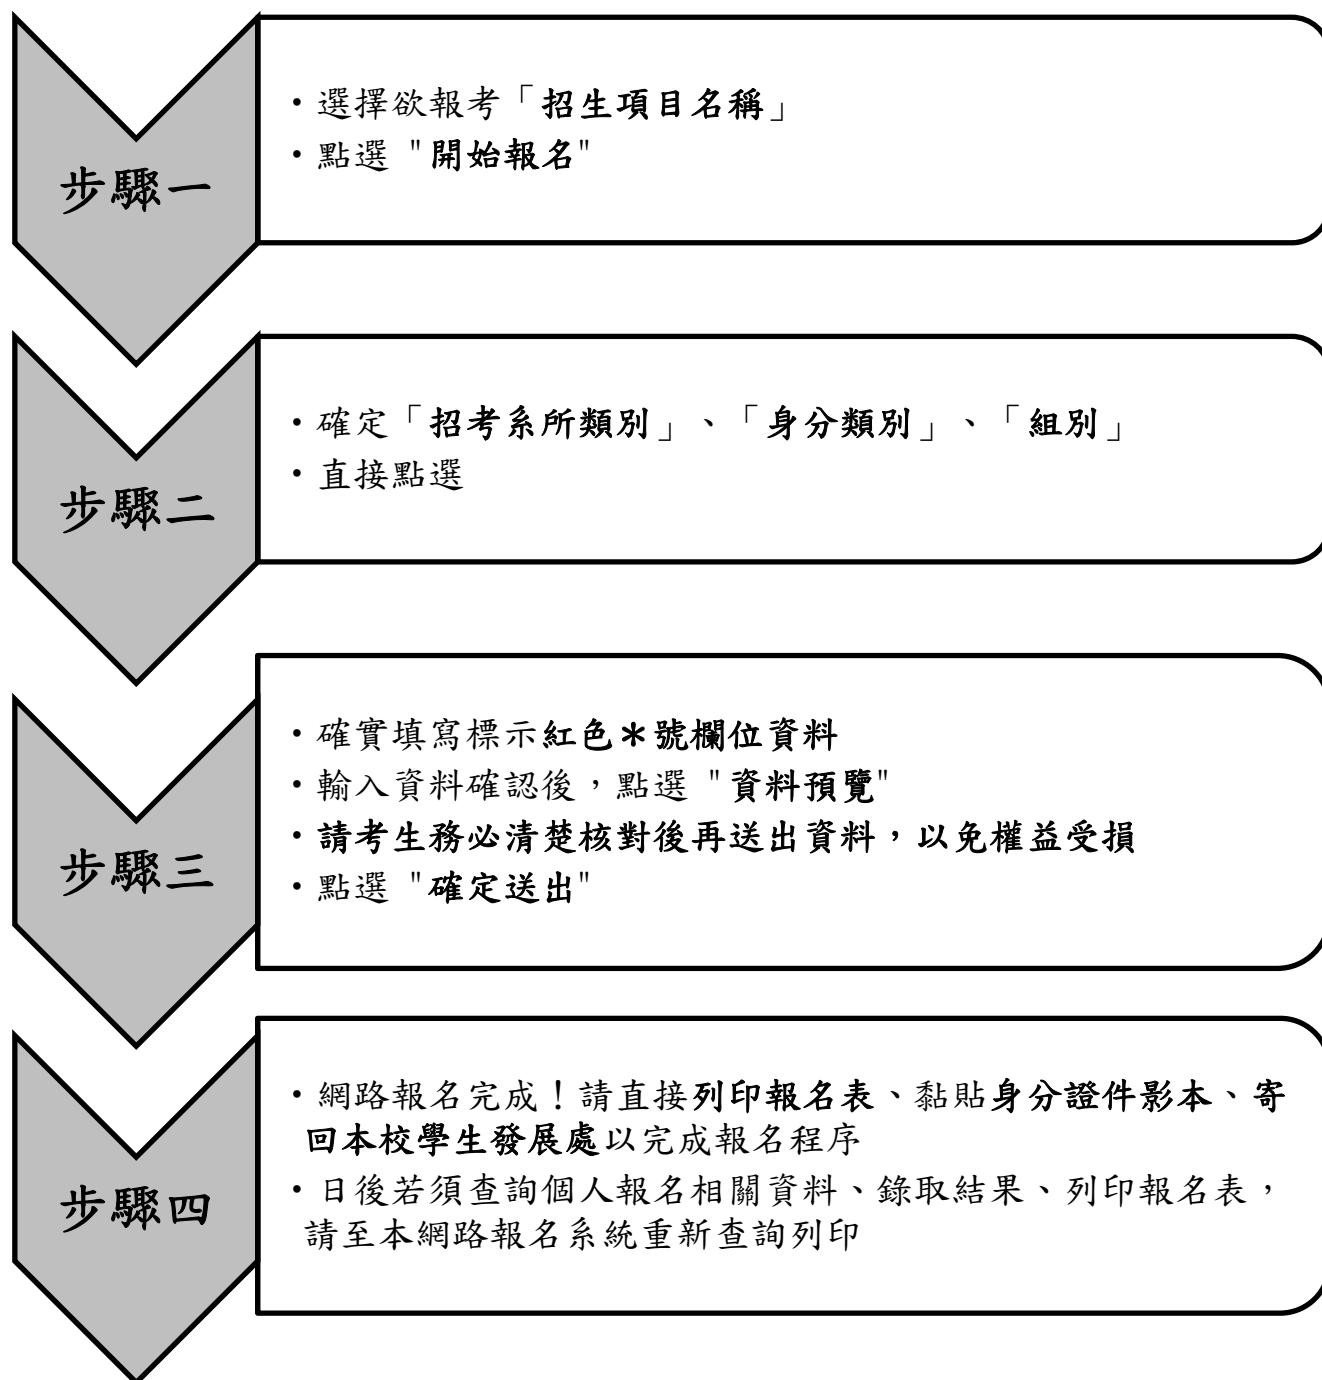 步驟一
・選擇欲報考「招生項目名稱」
・點選 "開始報名"
步驟二
・確定「招考系所類別」、「身分類別」、「組別」
・直接點選
步驟三
・確實填寫標示紅色＊號欄位資料
・輸入資料確認後，點選 "資料預覽"
・請考生務必清楚核對後再送出資料，以免權益受損
・點選 "確定送出"
步驟四
・網路報名完成！請直接列印報名表、黏貼身分證件影本、寄
回本校學生發展處以完成報名程序
・日後若須查詢個人報名相關資料、錄取結果、列印報名表，
請至本網路報名系統重新查詢列印